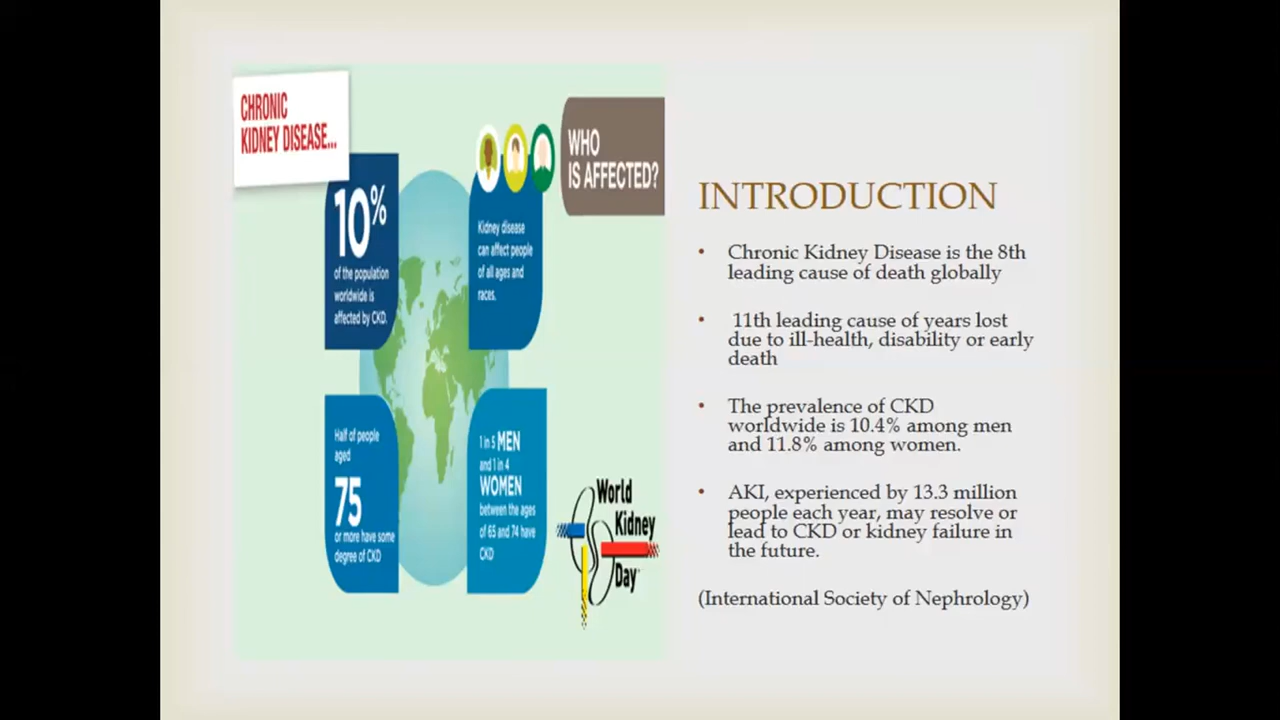 CHRONIC
KIDNEY DISEASE...
WHO
IS AFFECTED?
10%
of the population
worldwide is
affected by CKD.
Kidney disease
can affect people
of all ages and
races.
Half of people
aged
75
or more have some
degree of CKD
1 in 5 MEN
and 1 in 4
WOMEN
between the ages
of 65 and 74 have
CKD
World
Kidney
Day
INTRODUCTION
• Chronic Kidney Disease is the 8th
leading cause of death globally
• 11th leading cause of years lost
due to ill-health, disability or early
death
• The prevalence of CKD
worldwide is 10.4% among men
and 11.8% among women.
• AKI, experienced by 13.3 million
people each year, may resolve or
lead to CKD or kidney failure in
the future.
(International Society of Nephrology)